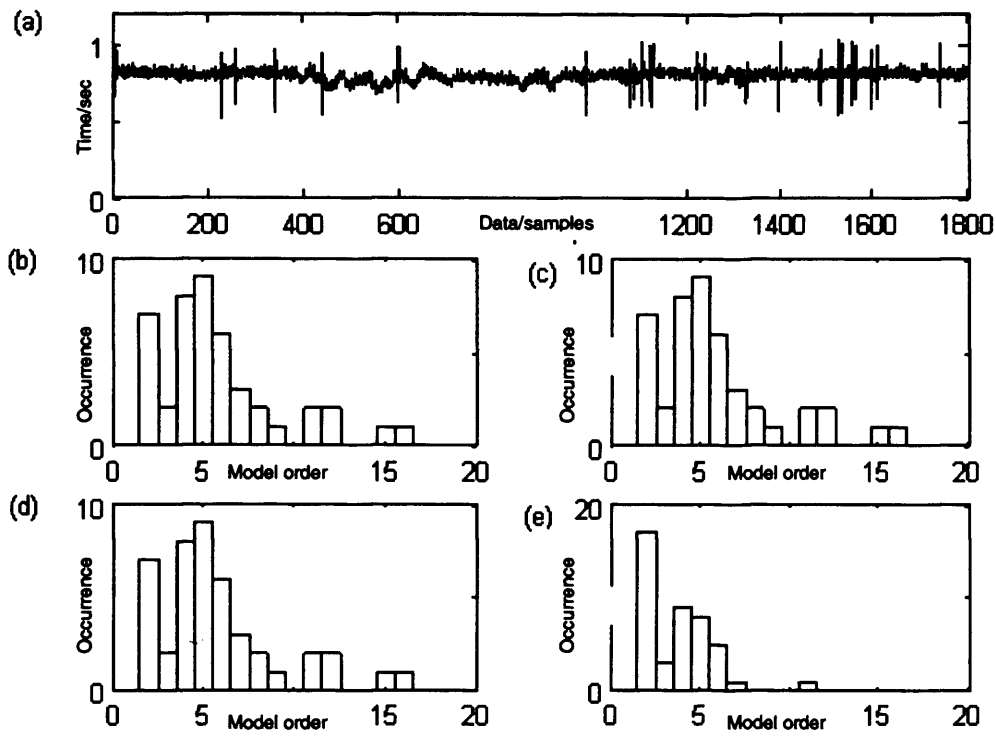 (a)
Time/sec
1
0
0 200 400 600 Data/samples 1200 1400 1600 1800
(b)
Occurrence
10
0
0 5 Model order 15 20
(c)
Occurrence
10
0
0 5 Model order 15 20
(d)
Occurrence
10
0
0 5 Model order 15 20
(e)
Occurrence
20
10
0
0 5 Model order 15 20